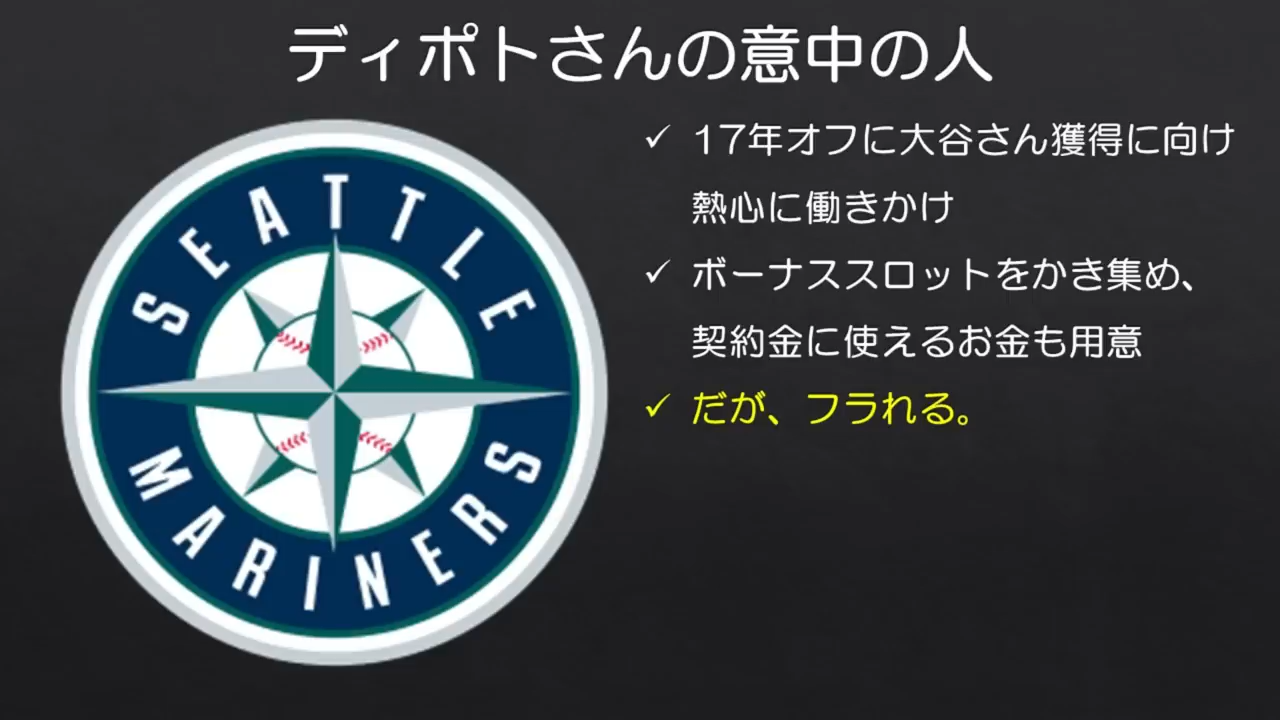 ディポトさんの意中の人
SEATTLE
MARINERS
✓ 17年オフに大谷さん獲得に向け
熱心に働きかけ
✓ ボーナススロットをかき集め、
契約金に使えるお金も用意
✓ だが、フラれる。